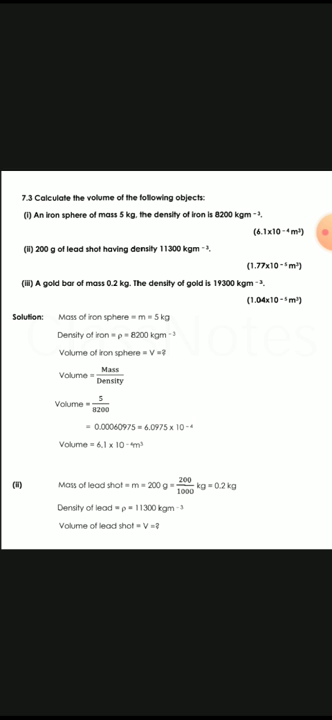 7.3 Calculate the volume of the following objects:
(i) An iron sphere of mass 5 kg, the density of iron is 8200 kgm⁻³.
(6.1x10⁻⁴m³)
(ii) 200 g of lead shot having density 11300 kgm⁻³.
(1.77x10⁻⁵m³)
(iii) A gold bar of mass 0.2 kg. The density of gold is 19300 kgm⁻³.
(1.04x10⁻⁵m³)
Solution: Mass of iron sphere = m = 5 kg
Density of iron = ρ = 8200 kgm⁻³
Volume of iron sphere = V =?
Volume = Mass / Density
Volume = 5 / 8200
= 0.00060975 = 6.0975 x 10⁻⁴
Volume = 6.1 x 10⁻⁴m³
(ii) Mass of lead shot = m = 200 g = 200 / 1000 kg = 0.2 kg
Density of lead = ρ = 11300 kgm⁻³
Volume of lead shot = V =?